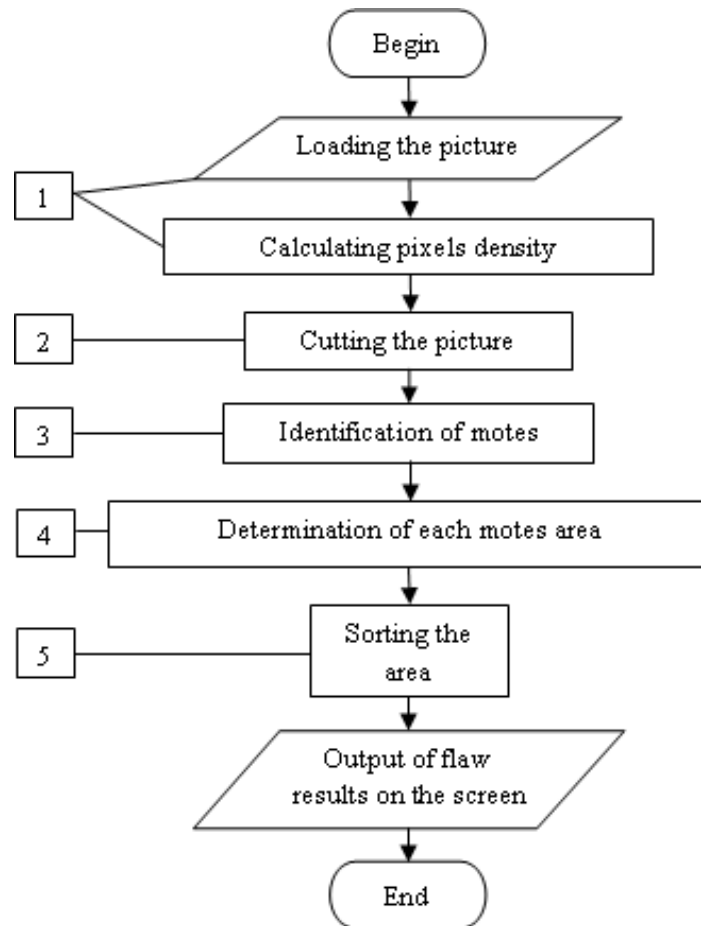 Begin
Loading the picture
1
Calculating pixels density
2
Cutting the picture
3
Identification of motes
4
Determination of each motes area
5
Sorting the
area
Output of flaw
results on the screen
End